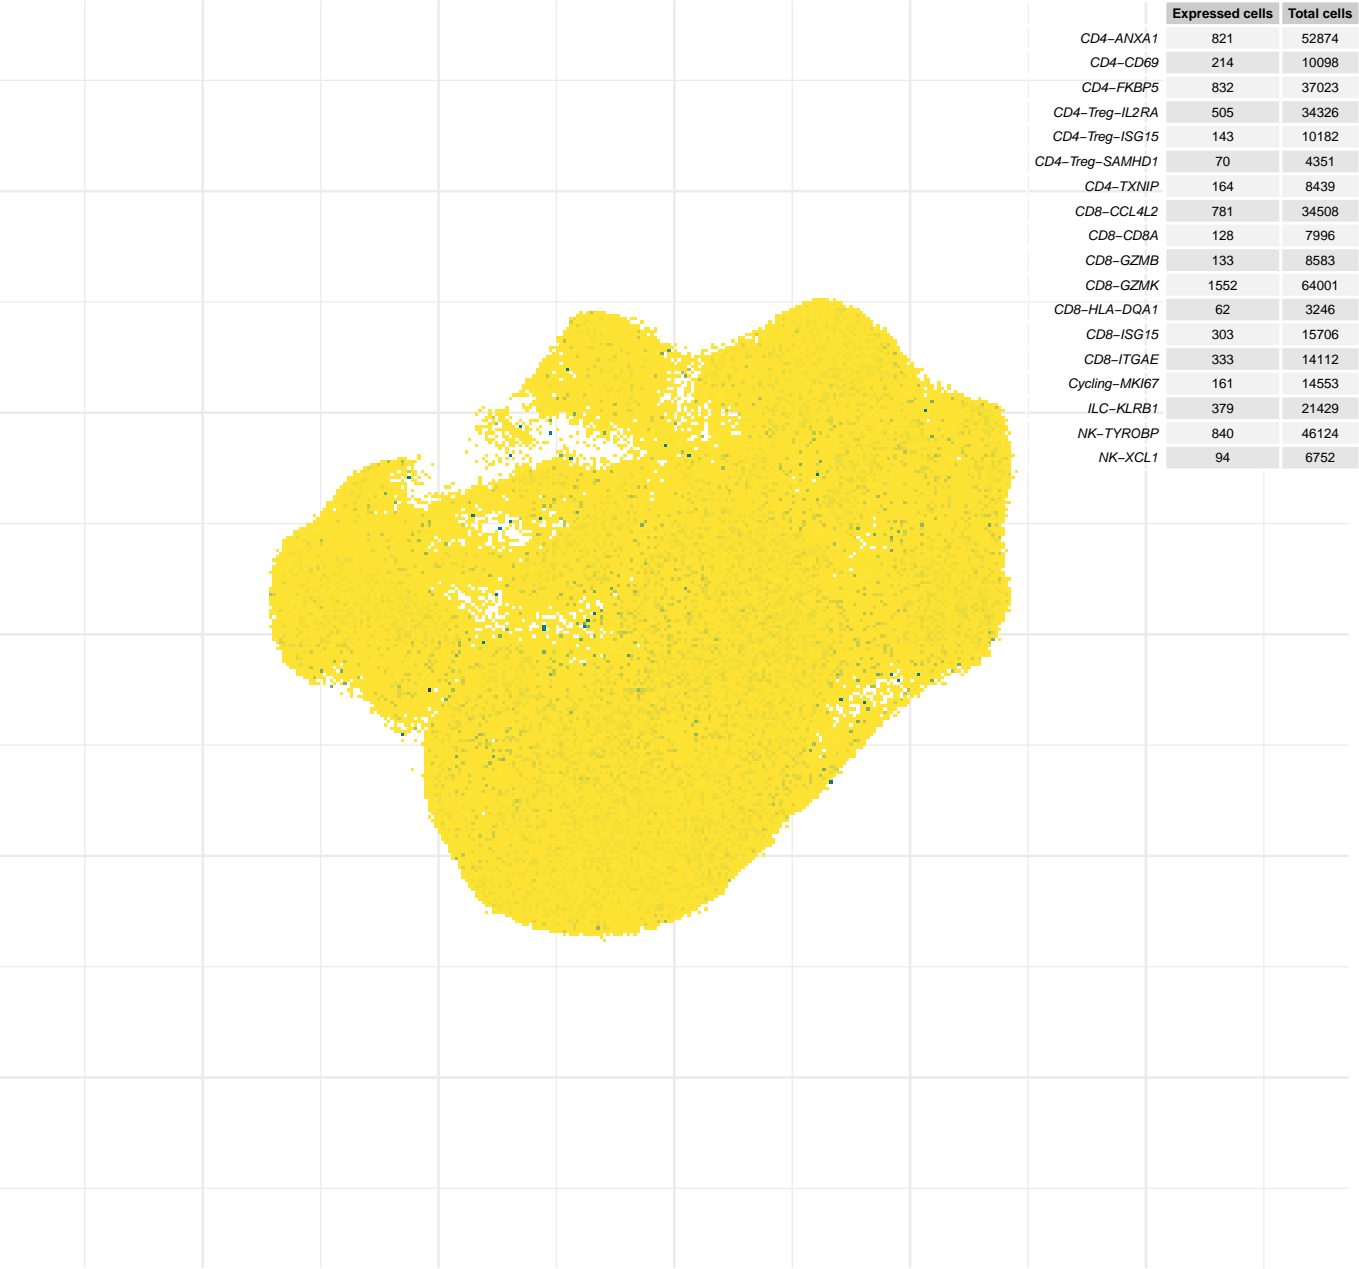 Expressed cells Total cells
CD4−ANXA1 821 52874
CD4−CD69 214 10098
CD4−FKBP5 832 37023
CD4−Treg−IL2RA 505 34326
CD4−Treg−ISG15 143 10182
CD4−Treg−SAMHD1 70 4351
CD4−TXNIP 164 8439
CD8−CCL4L2 781 34508
CD8−CD8A 128 7996
CD8−GZMB 133 8583
CD8−GZMK 1552 64001
CD8−HLA−DQA1 62 3246
CD8−ISG15 303 15706
CD8−ITGAE 333 14112
Cycling−MKI67 161 14553
ILC−KLRB1 379 21429
NK−TYROBP 840 46124
NK−XCL1 94 6752